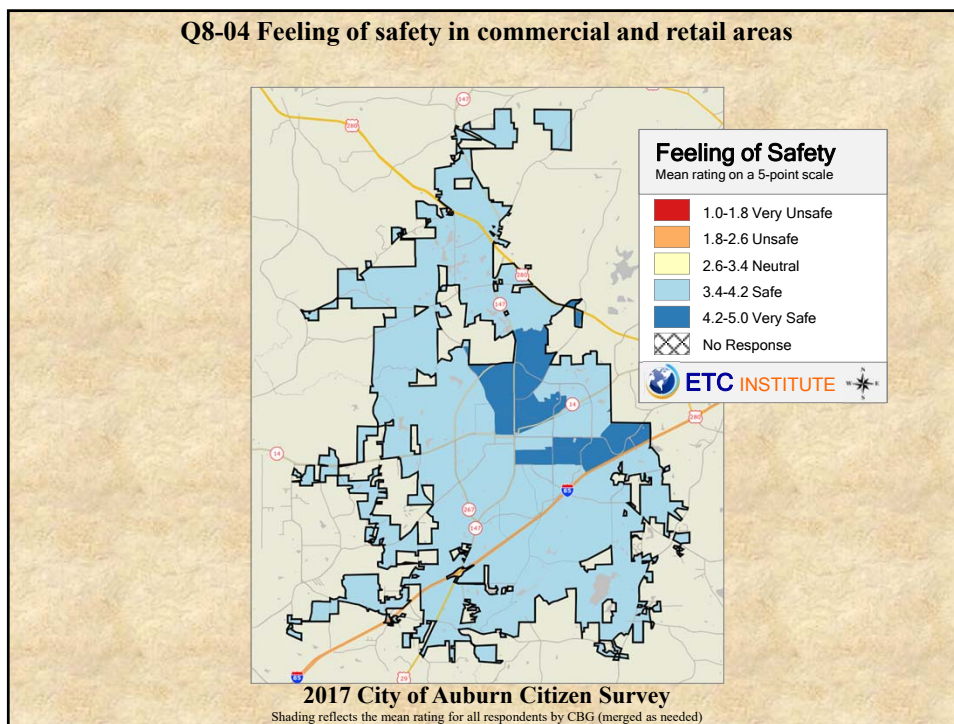 Q8-04 Feeling of safety in commercial and retail areas
147
280
Feeling of Safety
Mean rating on a 5-point scale
1.0-1.8 Very Unsafe
1.8-2.6 Unsafe
2.6-3.4 Neutral
3.4-4.2 Safe
4.2-5.0 Very Safe
No Response
ETC INSTITUTE
N
W E
S
280
147
14
280
14
85
267
147
85
29
2017 City of Auburn Citizen Survey
Shading reflects the mean rating for all respondents by CBG (merged as needed)